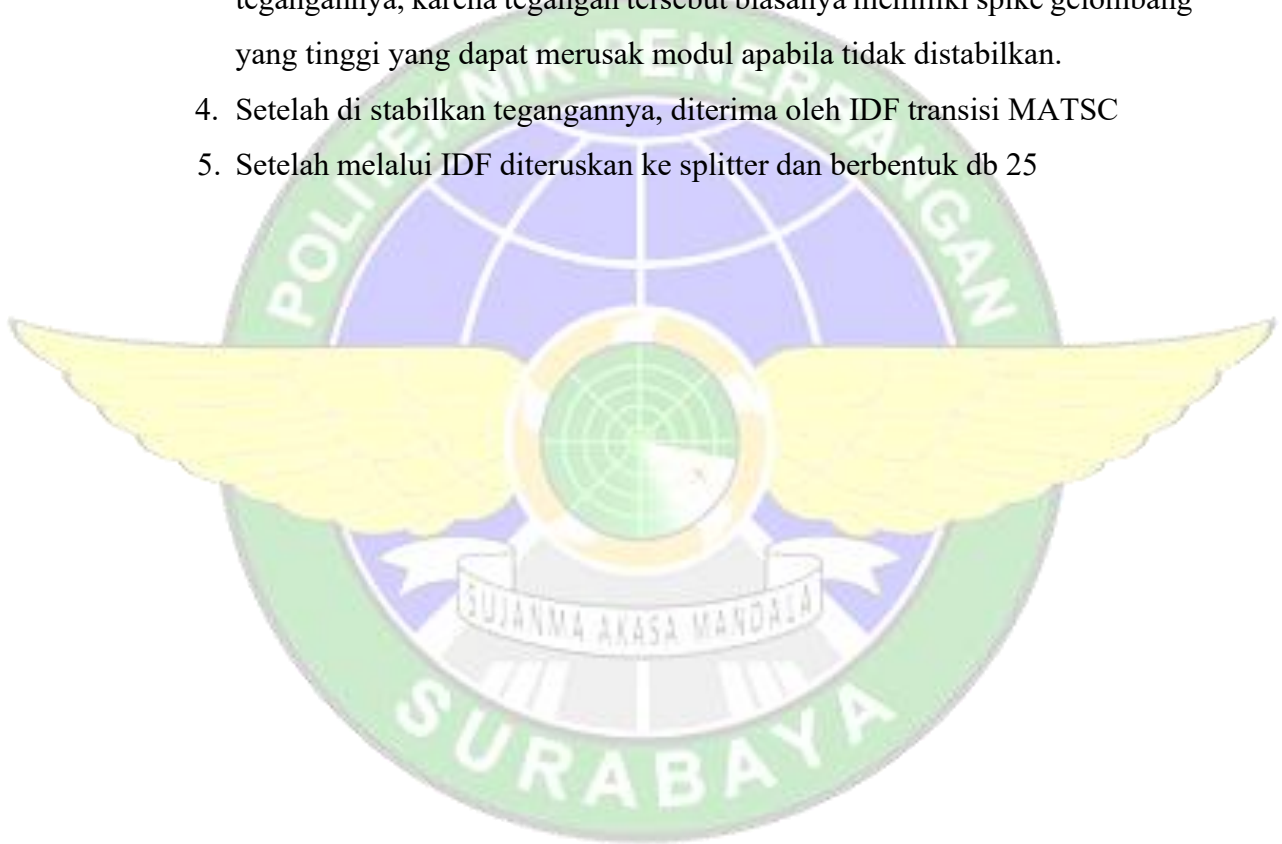 tegangannya, karena tegangan tersebut biasanya memiliki spike gelombang
yang tinggi yang dapat merusak modul apabila tidak distabilkan.
4. Setelah di stabilkan tegangannya, diterima oleh IDF transisi MATSC
5. Setelah melalui IDF diteruskan ke splitter dan berbentuk db 25
POLITEKNIK PENERBANGAN
SUJANMA AKASA MANDALA
SURABAYA